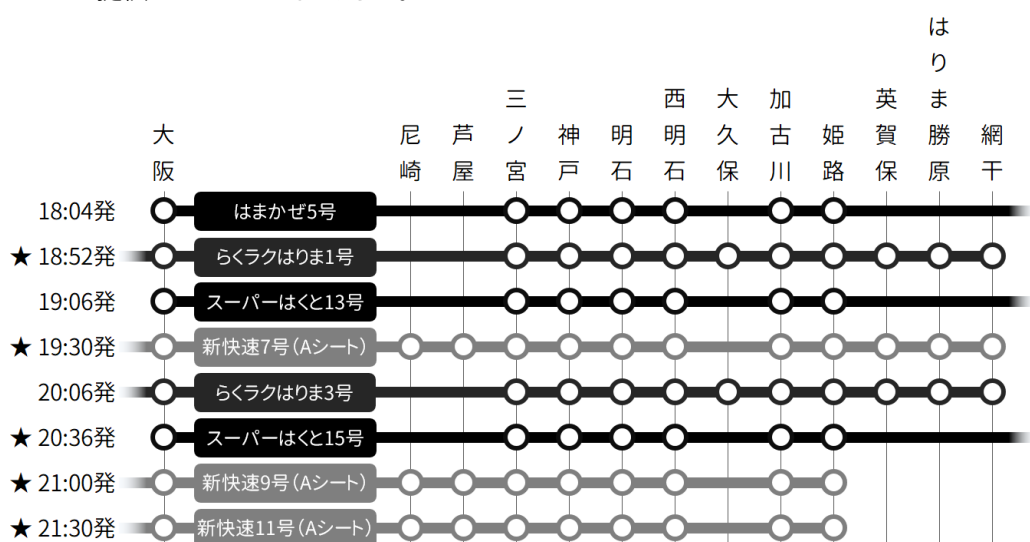 大阪
尼崎
芦屋
三ノ宮
神戸
明石
西明石
大久保
加古川
姫路
英賀保
はりま勝原
網干
18:04発 はまかぜ5号
★ 18:52発 らくラクはりま1号
19:06発 スーパーはくと13号
★ 19:30発 新快速7号(Aシート)
20:06発 らくラクはりま3号
★ 20:36発 スーパーはくと15号
★ 21:00発 新快速9号(Aシート)
★ 21:30発 新快速11号(Aシート)